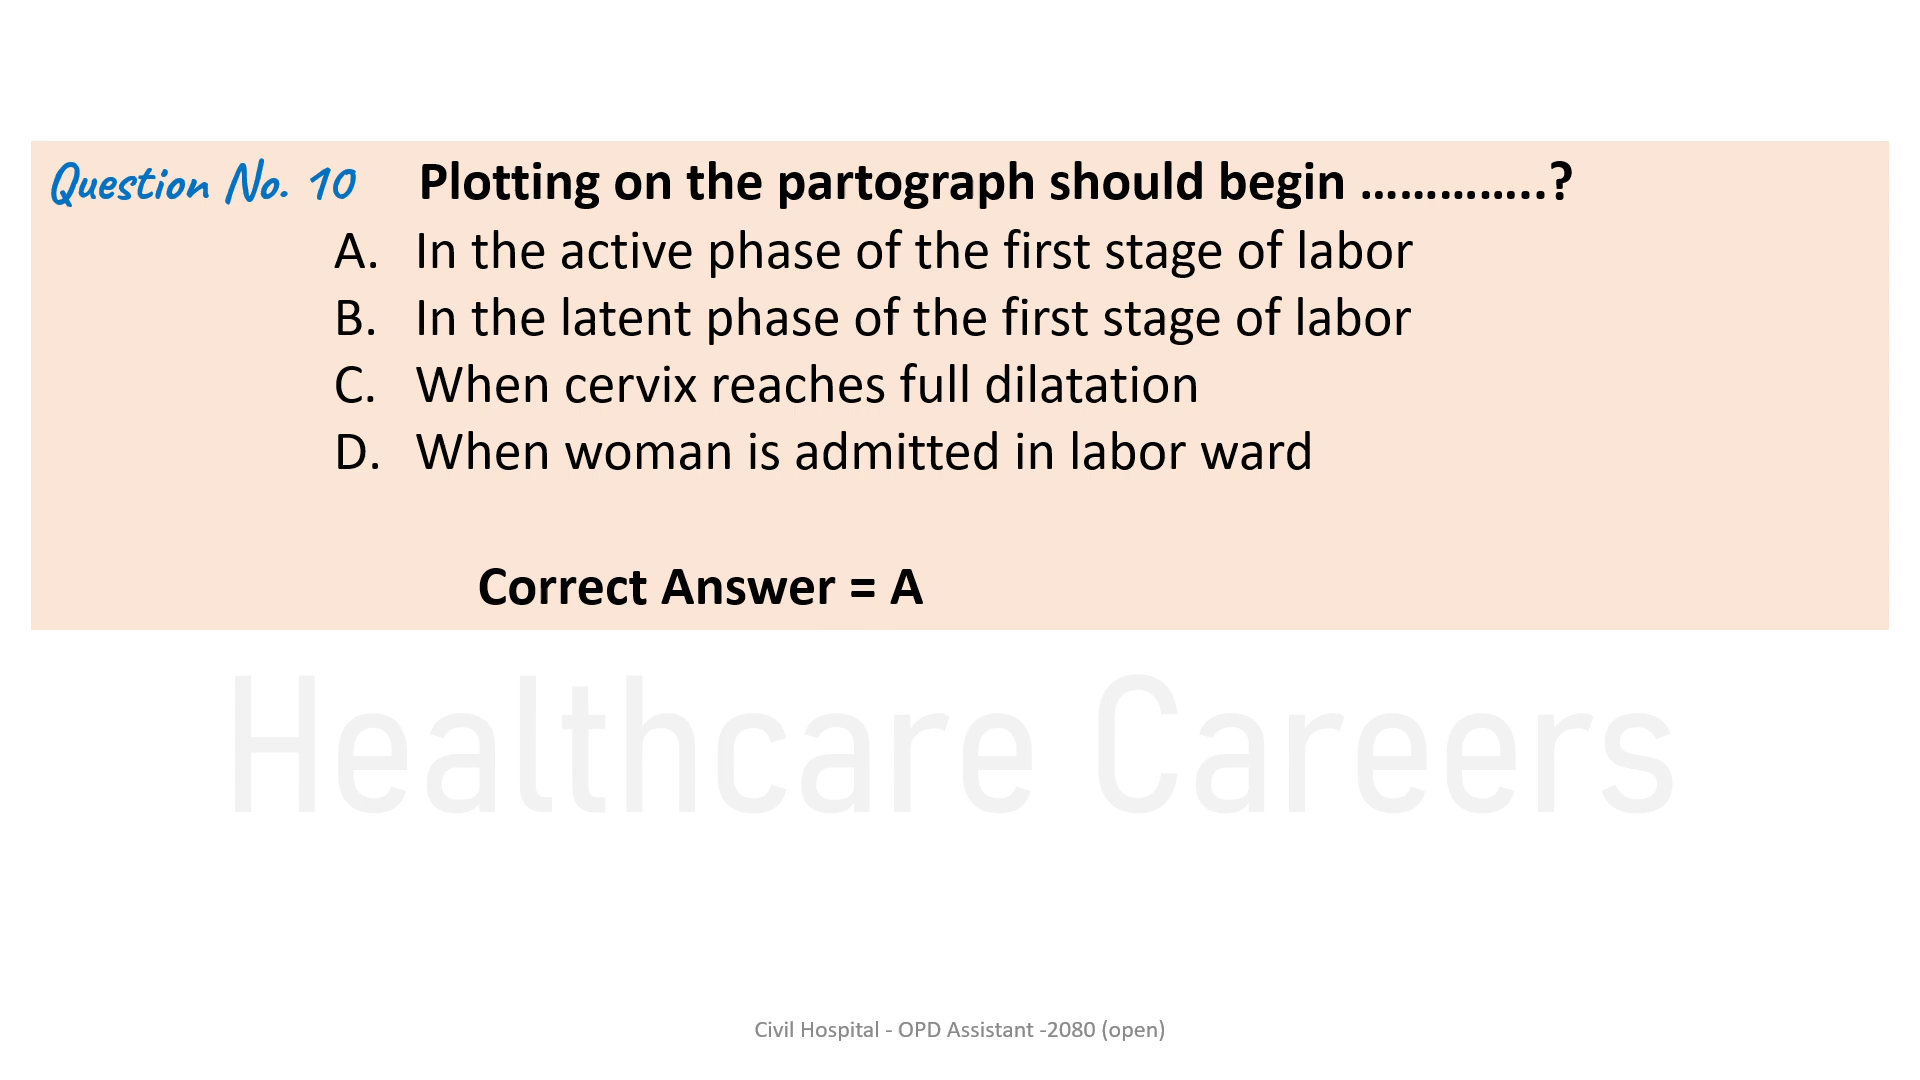 Question No. 10 Plotting on the partograph should begin …………..?
A. In the active phase of the first stage of labor
B. In the latent phase of the first stage of labor
C. When cervix reaches full dilatation
D. When woman is admitted in labor ward
Correct Answer = A
Healthcare Careers
Civil Hospital - OPD Assistant -2080 (open)